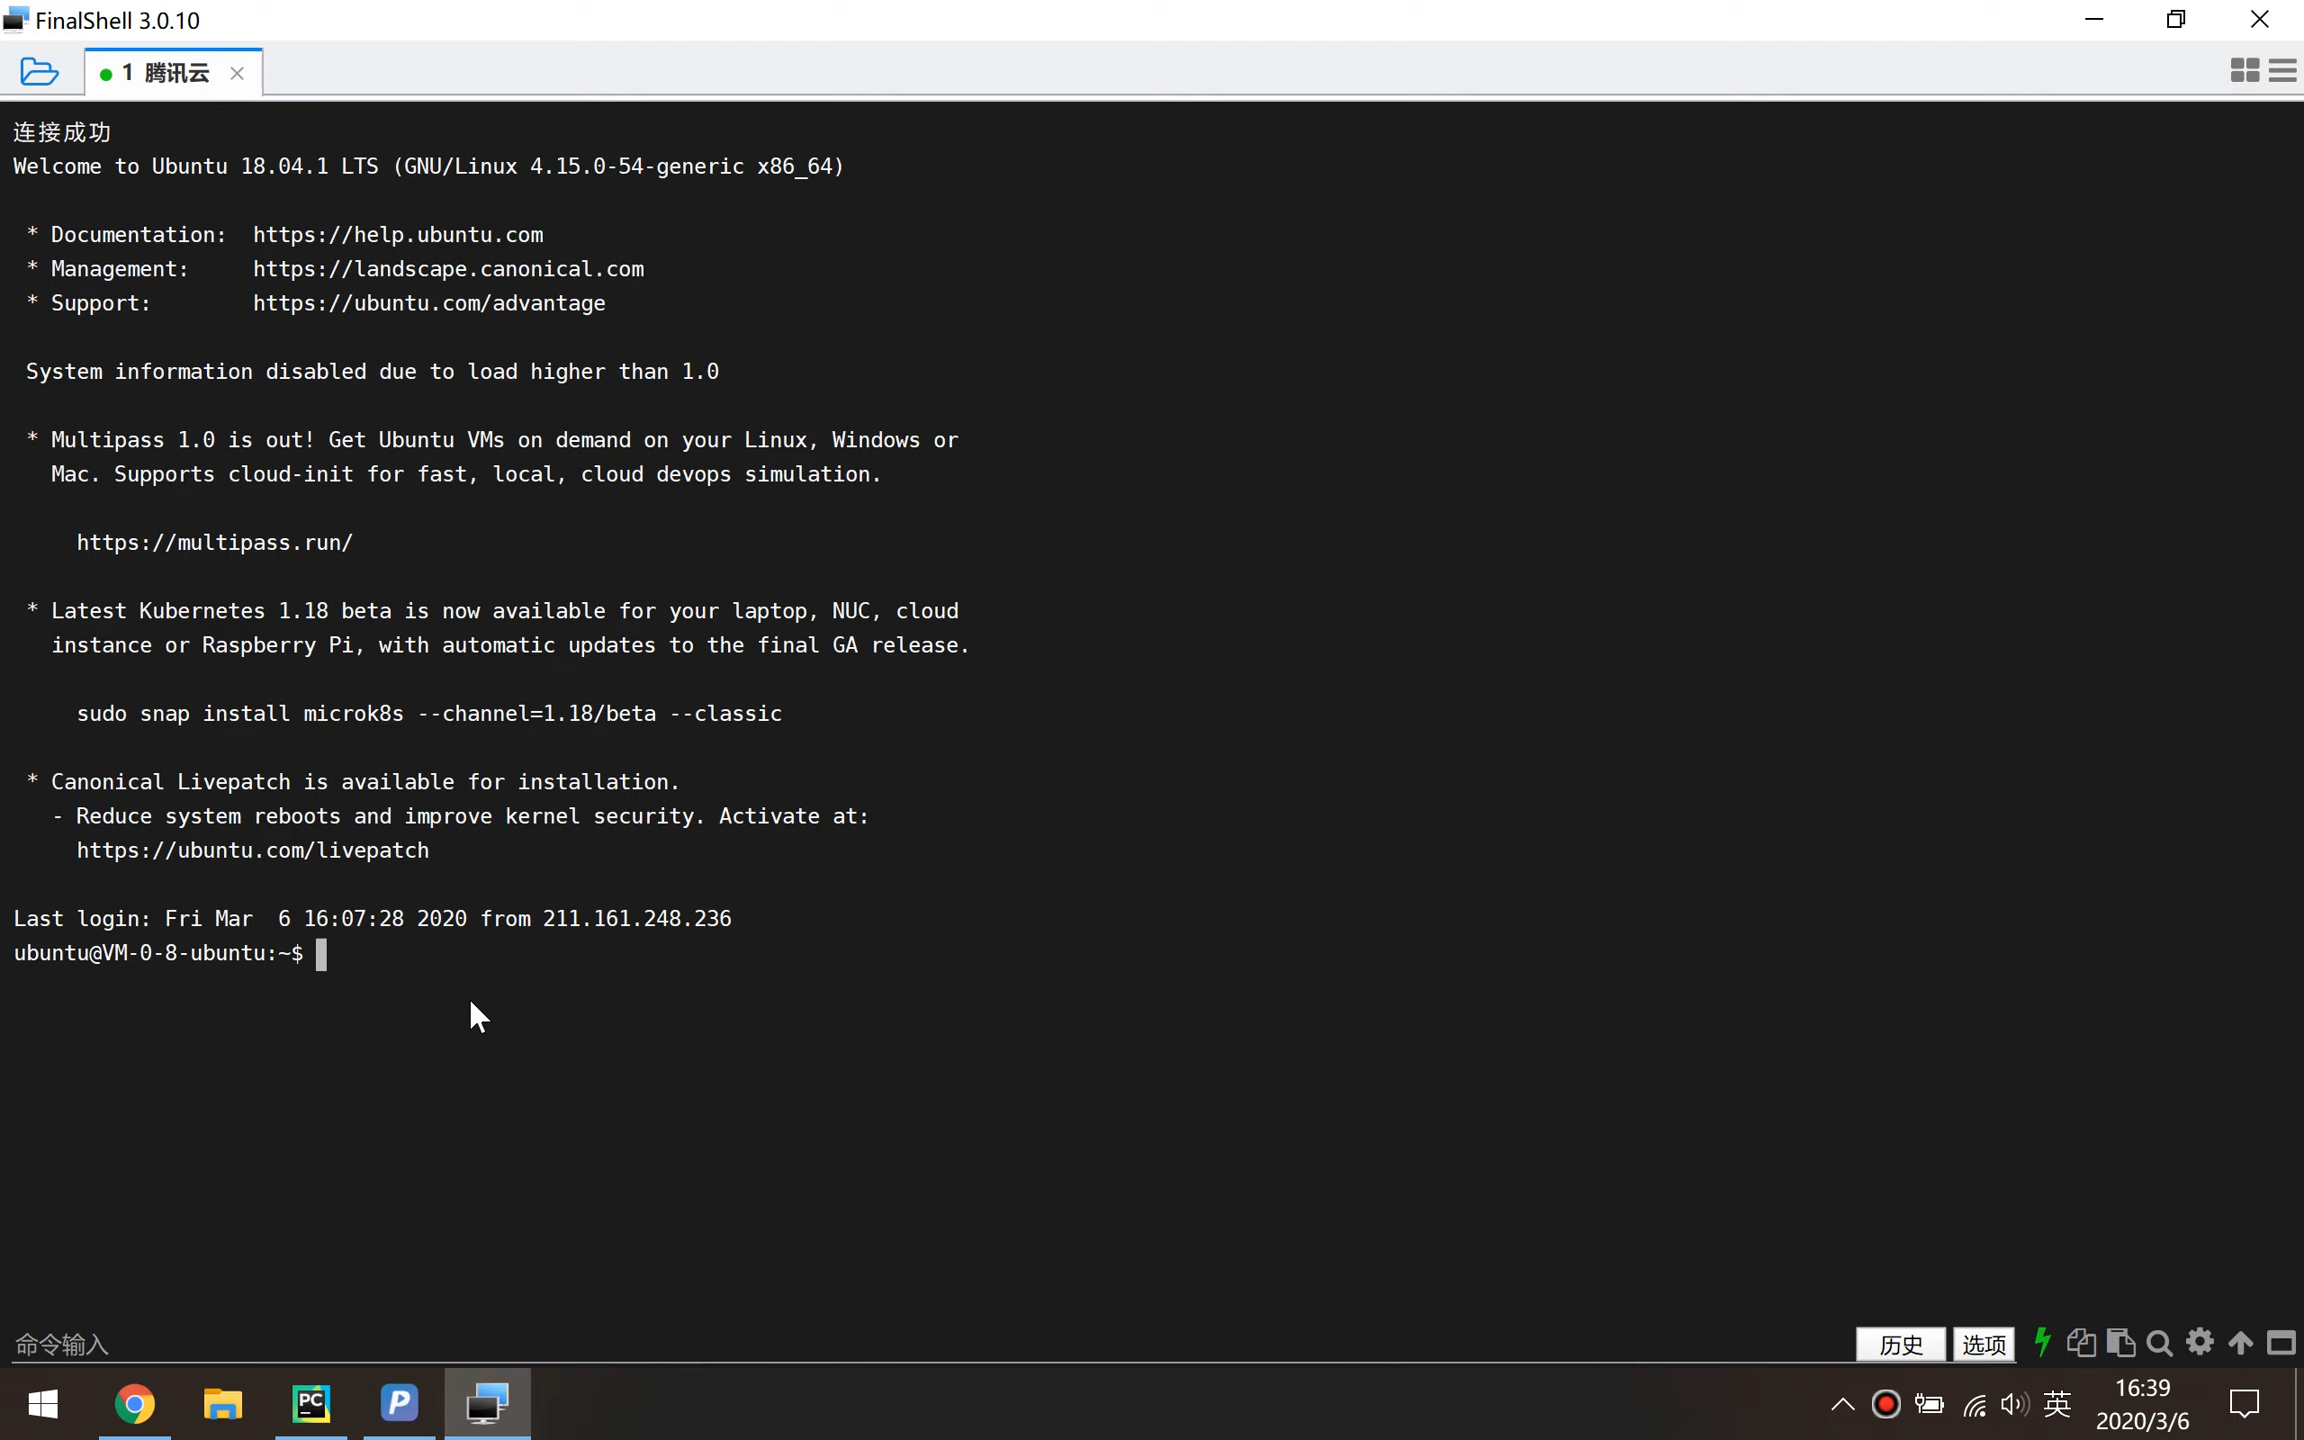 FinalShell 3.0.10
1 腾讯云
连接成功
Welcome to Ubuntu 18.04.1 LTS (GNU/Linux 4.15.0-54-generic x86_64)
* Documentation:  https://help.ubuntu.com
* Management:     https://landscape.canonical.com
* Support:        https://ubuntu.com/advantage
System information disabled due to load higher than 1.0
* Multipass 1.0 is out! Get Ubuntu VMs on demand on your Linux, Windows or
Mac. Supports cloud-init for fast, local, cloud devops simulation.
https://multipass.run/
* Latest Kubernetes 1.18 beta is now available for your laptop, NUC, cloud
instance or Raspberry Pi, with automatic updates to the final GA release.
sudo snap install microk8s --channel=1.18/beta --classic
* Canonical Livepatch is available for installation.
- Reduce system reboots and improve kernel security. Activate at:
https://ubuntu.com/livepatch
Last login: Fri Mar  6 16:07:28 2020 from 211.161.248.236
ubuntu@VM-0-8-ubuntu:~$
命令输入
历史 选项
PC
P
英
16:39
2020/3/6